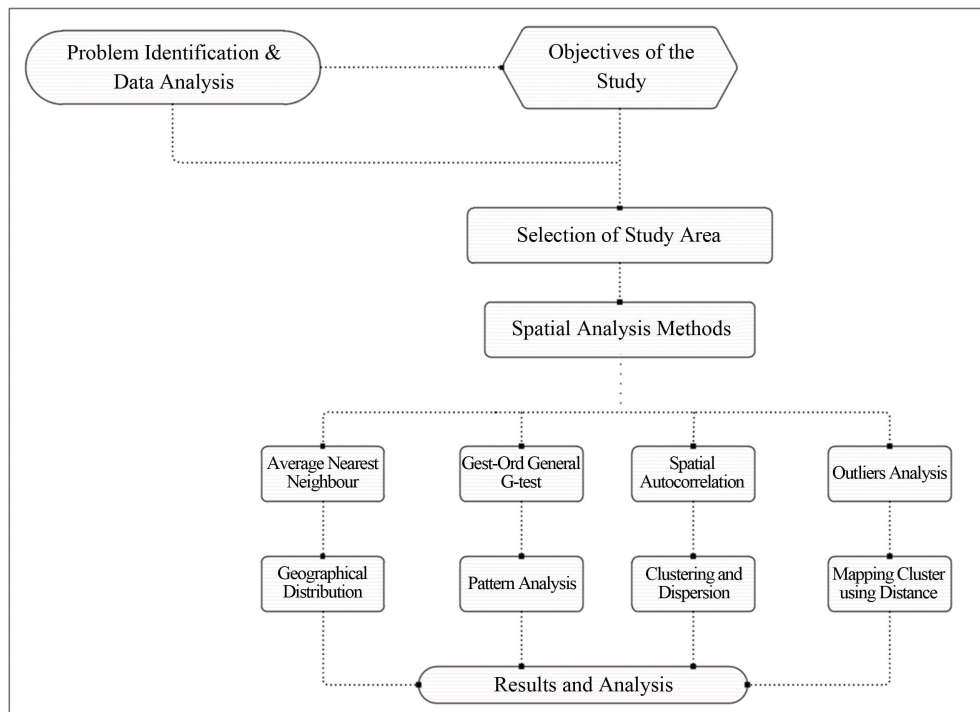 Problem Identification &
Data Analysis
Objectives of the
Study
Selection of Study Area
Spatial Analysis Methods
Average Nearest
Neighbour
Gest-Ord General
G-test
Spatial
Autocorrelation
Outliers Analysis
Geographical
Distribution
Pattern Analysis
Clustering and
Dispersion
Mapping Cluster
using Distance
Results and Analysis